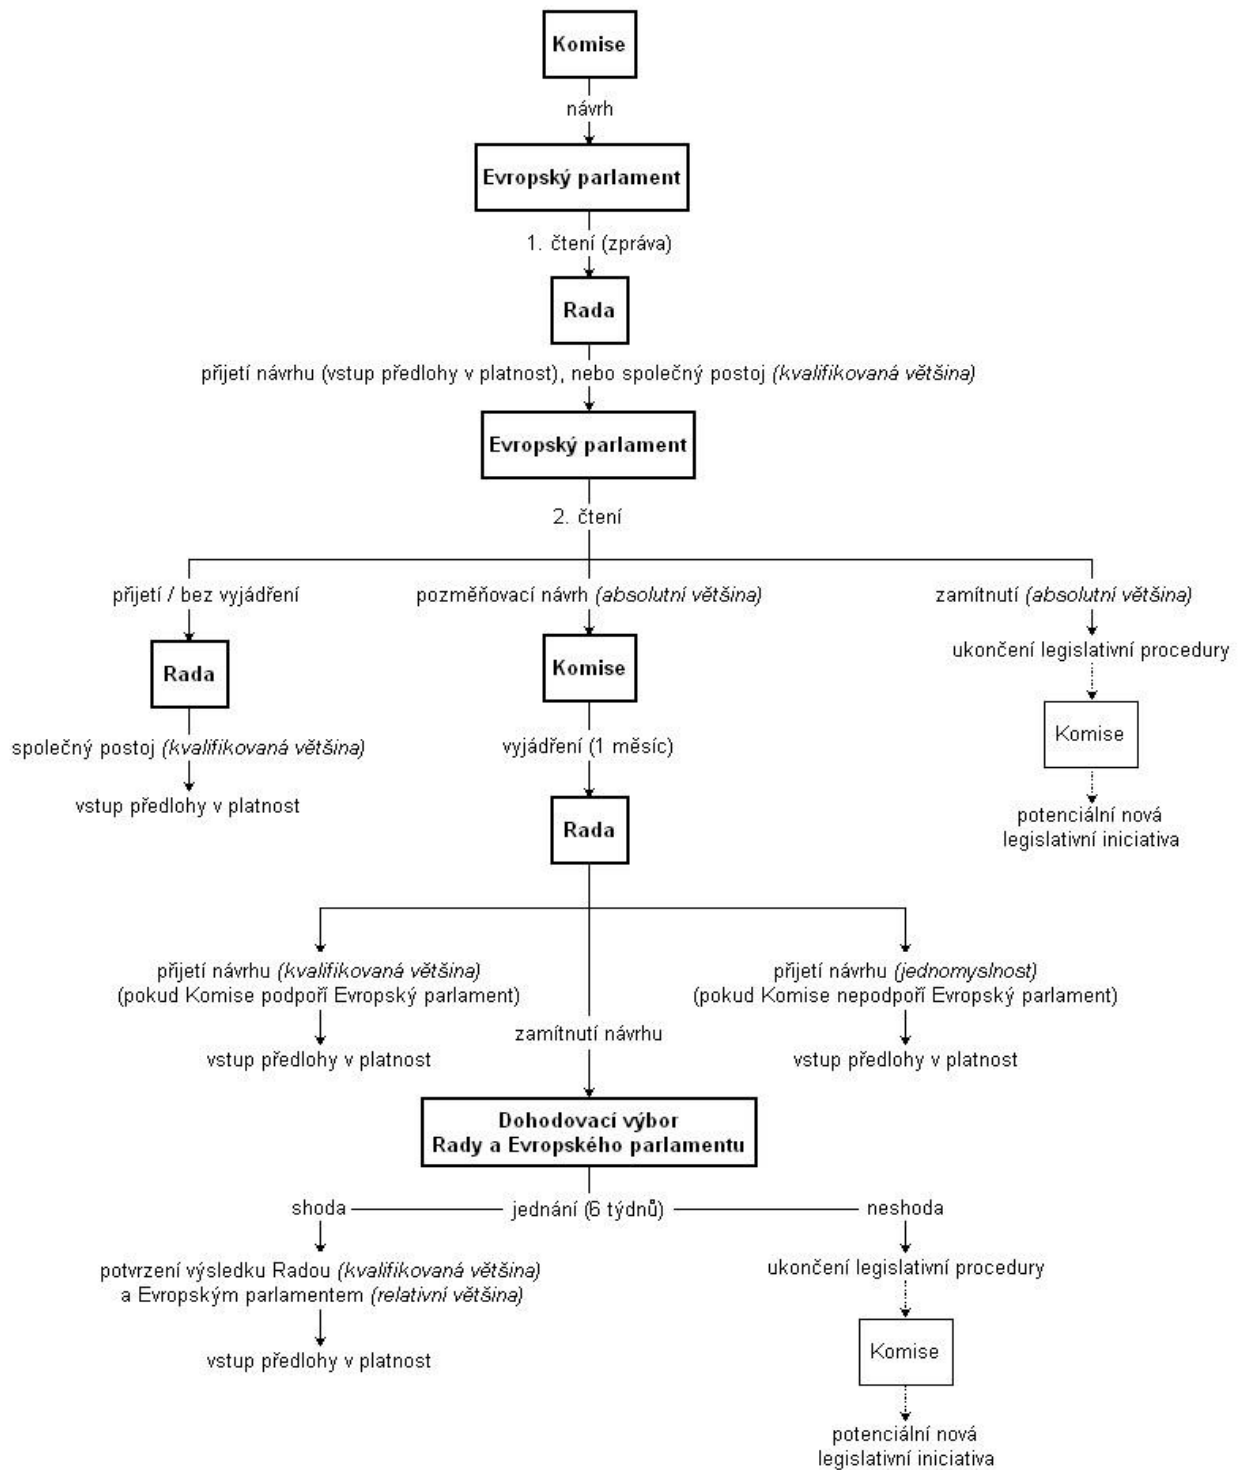 Komise
návrh
Evropský parlament
1. čtení (zpráva)
Rada
přijetí návrhu (vstup předlohy v platnost), nebo společný postoj (kvalifikovaná většina)
Evropský parlament
2. čtení
přijetí / bez vyjádření
pozměňovací návrh (absolutní většina)
zamítnutí (absolutní většina)
Rada
Komise
ukončení legislativní procedury
společný postoj (kvalifikovaná většina)
vyjádření (1 měsíc)
Komise
vstup předlohy v platnost
Rada
potenciální nová
legislativní iniciativa
přijetí návrhu (kvalifikovaná většina)
(pokud Komise podpoří Evropský parlament)
přijetí návrhu (jednomyslnost)
(pokud Komise nepodpoří Evropský parlament)
zamítnutí návrhu
vstup předlohy v platnost
vstup předlohy v platnost
Dohodovací výbor
Rady a Evropského parlamentu
shoda
jednání (6 týdnů)
neshoda
potvrzení výsledku Radou (kvalifikovaná většina)
a Evropským parlamentem (relativní většina)
ukončení legislativní procedury
vstup předlohy v platnost
Komise
potenciální nová
legislativní iniciativa